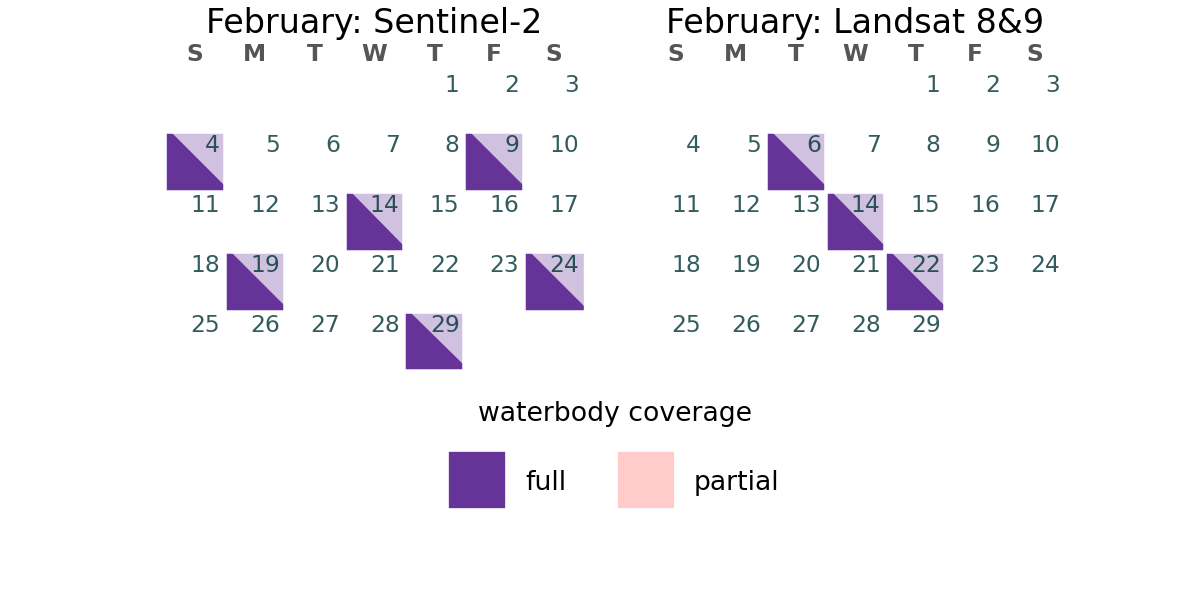 February: Sentinel-2
S M T W T F S
1 2 3
4 5 6 7 8 9 10
11 12 13 14 15 16 17
18 19 20 21 22 23 24
25 26 27 28 29
February: Landsat 8&9
S M T W T F S
1 2 3
4 5 6 7 8 9 10
11 12 13 14 15 16 17
18 19 20 21 22 23 24
25 26 27 28 29
waterbody coverage
full partial